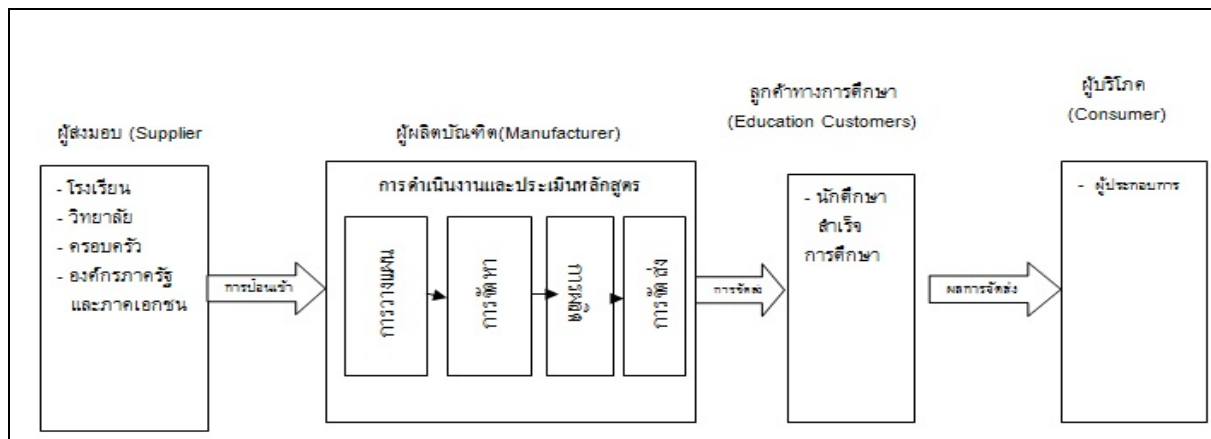 ผู้ส่งมอบ (Supplier
- โรงเรียน
- วิทยาลัย
- ครอบครัว
- องค์กรภาครัฐ
และภาคเอกชน
การป้อนเข้า
ผู้ผลิตบัณฑิต(Manufacturer)
การดำเนินงานและประเมินหลักสูตร
การวางแผน
การจัดหา
การผลิต
การจัดส่ง
การจัดส่ง
ลูกค้าทางการศึกษา
(Education Customers)
- นักศึกษา
สำเร็จ
การศึกษา
ผลการจัดส่ง
ผู้บริโภค
(Consumer)
- ผู้ประกอบการ